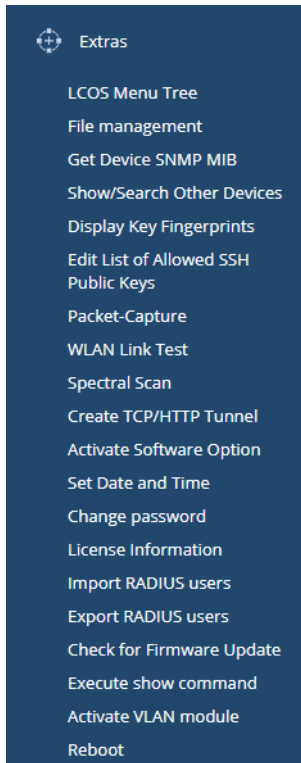 Extras
LCOS Menu Tree
File management
Get Device SNMP MIB
Show/Search Other Devices
Display Key Fingerprints
Edit List of Allowed SSH
Public Keys
Packet-Capture
WLAN Link Test
Spectral Scan
Create TCP/HTTP Tunnel
Activate Software Option
Set Date and Time
Change password
License Information
Import RADIUS users
Export RADIUS users
Check for Firmware Update
Execute show command
Activate VLAN module
Reboot